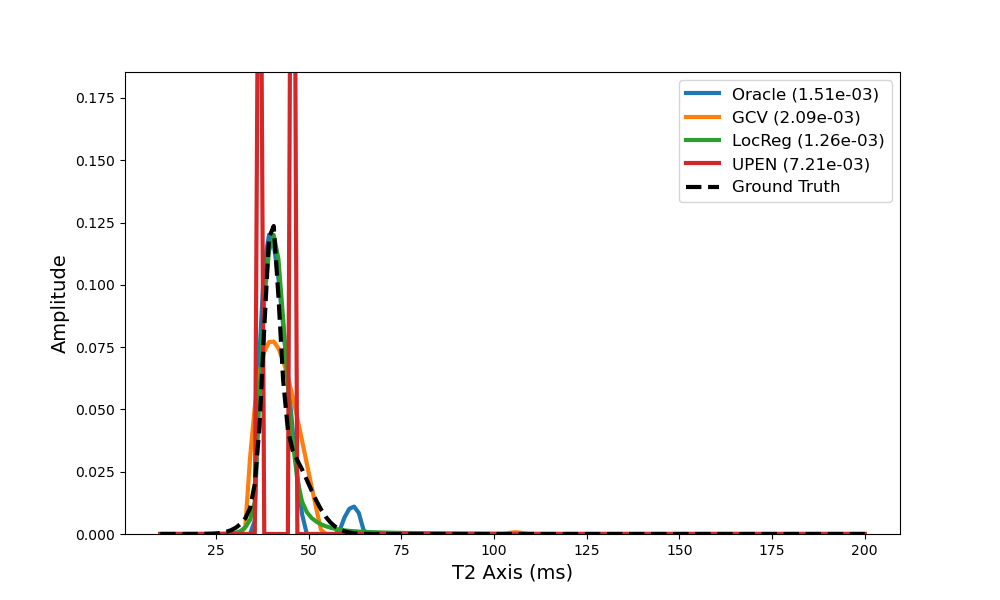 Oracle (1.51e-03)
GCV (2.09e-03)
LocReg (1.26e-03)
UPEN (7.21e-03)
Ground Truth
Amplitude
0.175
0.150
0.125
0.100
0.075
0.050
0.025
0.000
25 50 75 100 125 150 175 200
T2 Axis (ms)